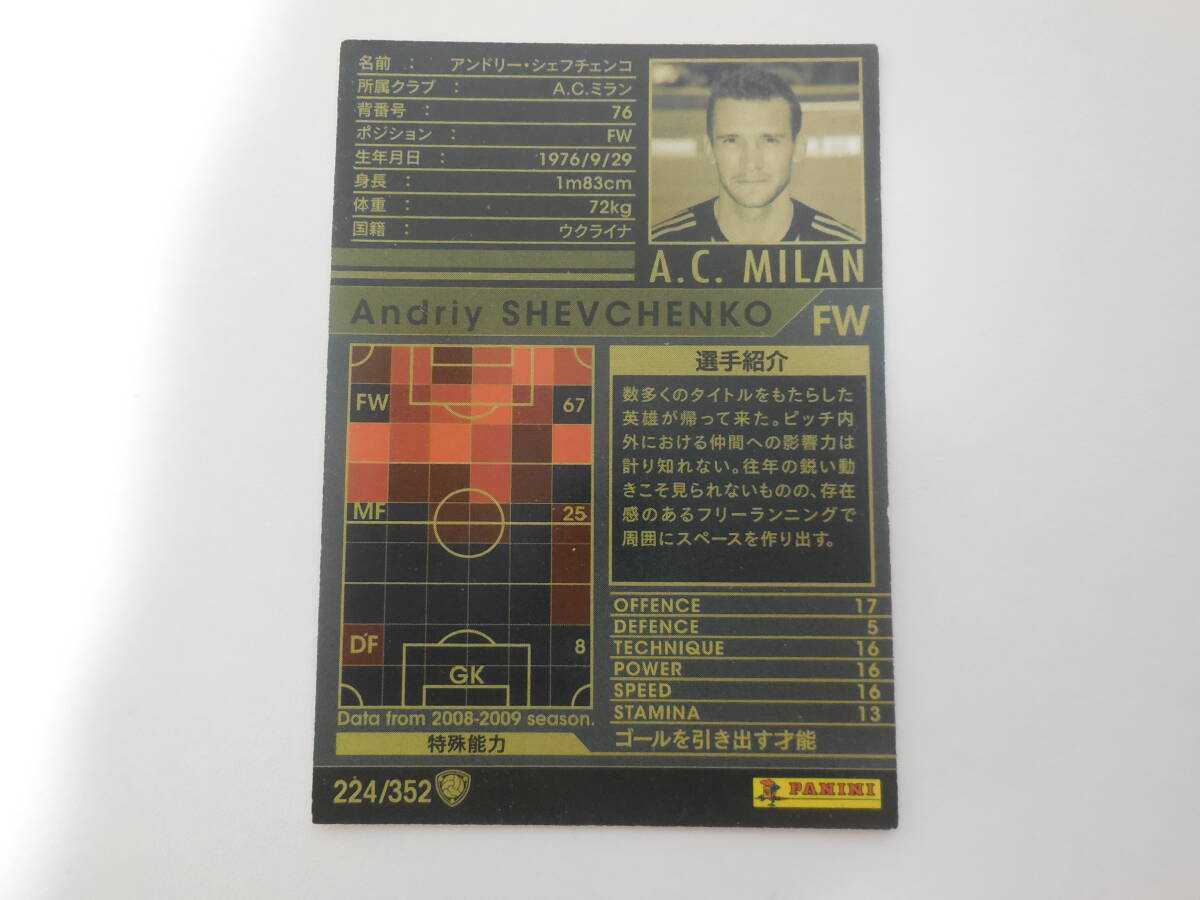 名前 : アンドリー・シェフチェンコ
所属クラブ : A.C.ミラン
背番号 : 76
ポジション : FW
生年月日 : 1976/9/29
身長 : 1m83cm
体重 : 72kg
国籍 : ウクライナ
A.C. MILAN
Andriy SHEVCHENKO
FW
FW 67
MF 25
DF 8
GK
Data from 2008-2009 season.
選手紹介
数多くのタイトルをもたらした
英雄が帰って来た。ピッチ内
外における仲間への影響力は
計り知れない。往年の鋭い動
きこそ見られないものの、存在
感のあるフリーランニングで
周囲にスペースを作り出す。
OFFENCE 17
DEFENCE 5
TECHNIQUE 16
POWER 16
SPEED 16
STAMINA 13
特殊能力
ゴールを引き出す才能
224/352
PANINI